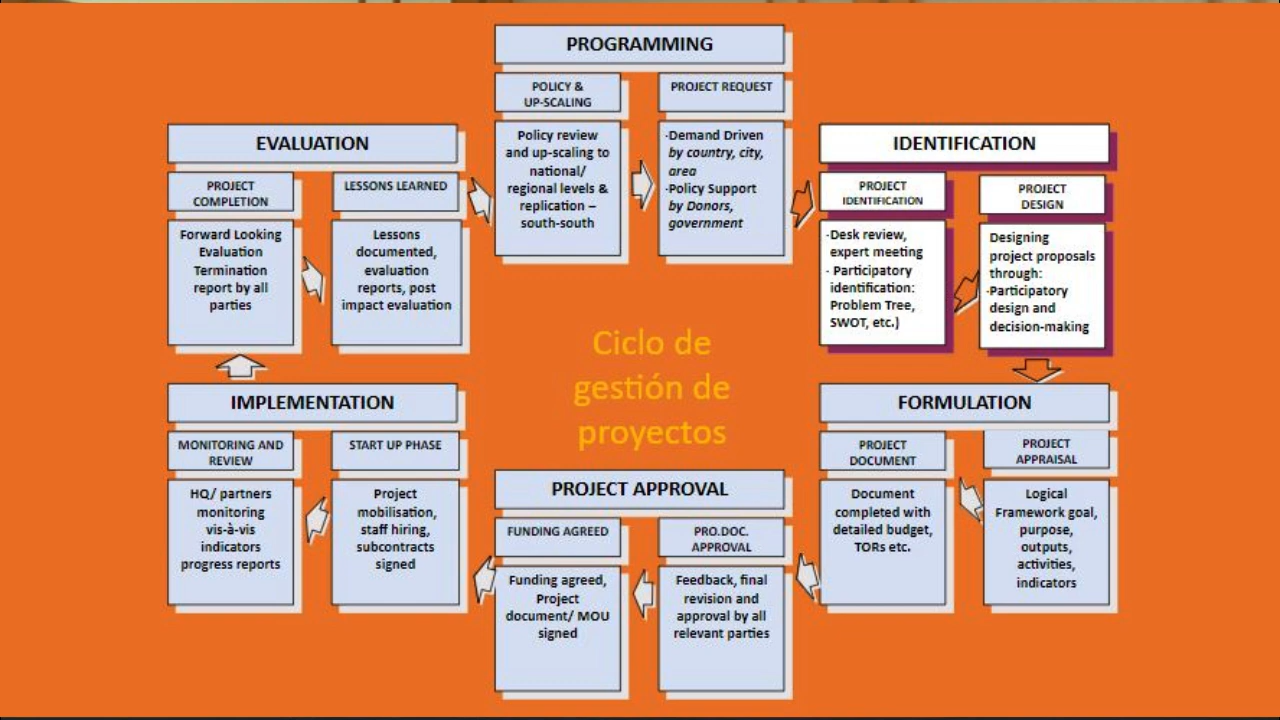 PROGRAMMING
POLICY &
UP-SCALING
Policy review
and up-scaling to
national/
regional levels &
replication –
south-south
PROJECT REQUEST
·Demand Driven
by country, city,
area
·Policy Support
by Donors,
government
IDENTIFICATION
PROJECT
IDENTIFICATION
·Desk review,
expert meeting
· Participatory
identification:
Problem Tree,
SWOT, etc.)
PROJECT
DESIGN
Designing
project proposals
through:
·Participatory
design and
decision-making
EVALUATION
PROJECT
COMPLETION
Forward Looking
Evaluation
Termination
report by all
parties
LESSONS LEARNED
Lessons
documented,
evaluation
reports, post
impact evaluation
Ciclo de
gestión de
proyectos
IMPLEMENTATION
MONITORING AND
REVIEW
HQ/ partners
monitoring
vis-à-vis
indicators
progress reports
START UP PHASE
Project
mobilisation,
staff hiring,
subcontracts
signed
PROJECT APPROVAL
FUNDING AGREED
Funding agreed,
Project
document/ MOU
signed
PRO.DOC.
APPROVAL
Feedback, final
revision and
approval by all
relevant parties
FORMULATION
PROJECT
DOCUMENT
Document
completed with
detailed budget,
TORs etc.
PROJECT
APPRAISAL
Logical
Framework goal,
purpose,
outputs,
activities,
indicators